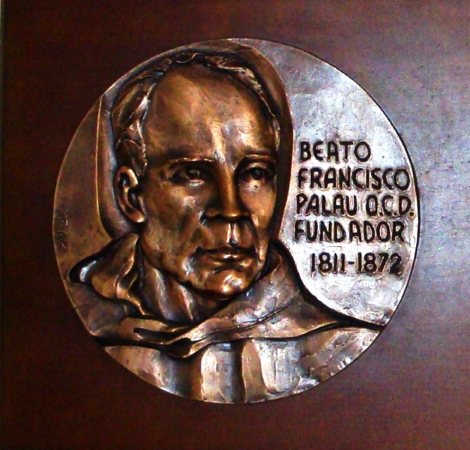 BEATO
FRANCISCO
PALAU O.C.D.
FUNDADOR
1811-1872